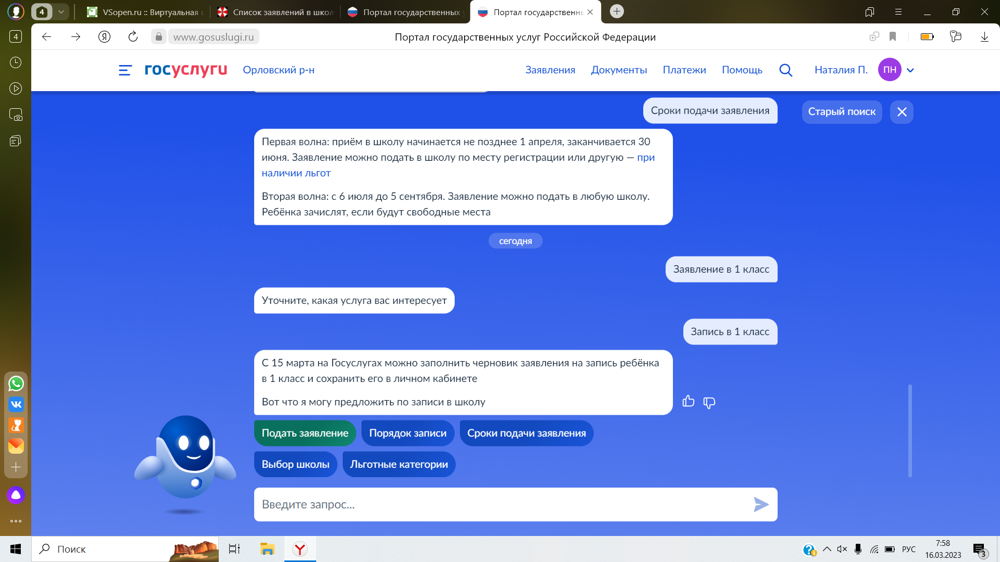 4
VSopen.ru :: Виртуальная
Список заявлений в школ
Портал государственных у
Портал государственнь
4
www.gosuslugi.ru
Портал государственных услуг Российской Федерации
госуслуги
Орловский р-н
Заявления
Документы
Платежи
Помощь
Наталия П.
ПН
Сроки подачи заявления
Старый поиск
Первая волна: приём в школу начинается не позднее 1 апреля, заканчивается 30
июня. Заявление можно подать в школу по месту регистрации или другую — при
наличии льгот
Вторая волна: с 6 июля до 5 сентября. Заявление можно подать в любую школу.
Ребёнка зачислят, если будут свободные места
сегодня
Заявление в 1 класс
Уточните, какая услуга вас интересует
Запись в 1 класс
С 15 марта на Госуслугах можно заполнить черновик заявления на запись ребёнка
в 1 класс и сохранить его в личном кабинете
Вот что я могу предложить по записи в школу
Подать заявление
Порядок записи
Сроки подачи заявления
Выбор школы
Льготные категории
Введите запрос...
Поиск
РУС
7:58
16.03.2023
3